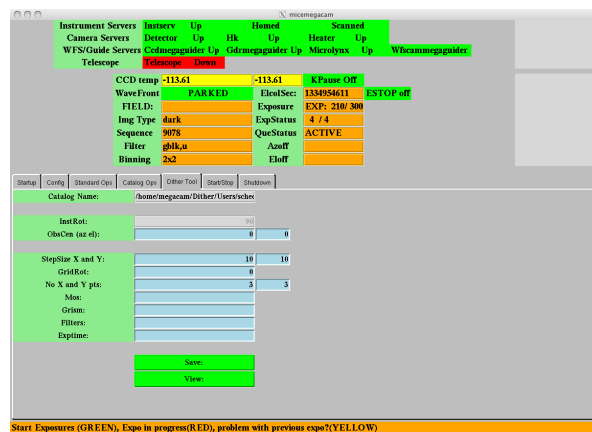 micemegacam
Instrument Servers Instserv Up Homed Scanned
Camera Servers Detector Up Hk Up Heater Up
WFS/Guide Servers Ccdmegaguider Up Gdrmegaguider Up Microlynx Up Wfscammegaguider
Telescope Telescope Down
CCD temp -113.61 -113.61 KPause Off
WaveFront PARKED ElcolSec: 1334954611 ESTOP off
FIELD: Exposure EXP: 210/ 300
Img Type dark ExpStatus 4 / 4
Sequence 9078 QueStatus ACTIVE
Filter gblk,u Azoff
Binning 2x2 Eloff
Startup Config Standard Ops Catalog Ops Dither Tool Start/Stop Shutdown
Catalog Name: /home/megacam/Dither/Users/sched
InstRot: 90
ObsCen (az el): 0 0
StepSize X and Y: 10 10
GridRot: 0
No X and Y pts: 3 3
Mos:
Grism:
Filters:
Exptime:
Save:
View:
Start Exposures (GREEN), Expo in progress(RED), problem with previous expo?(YELLOW)